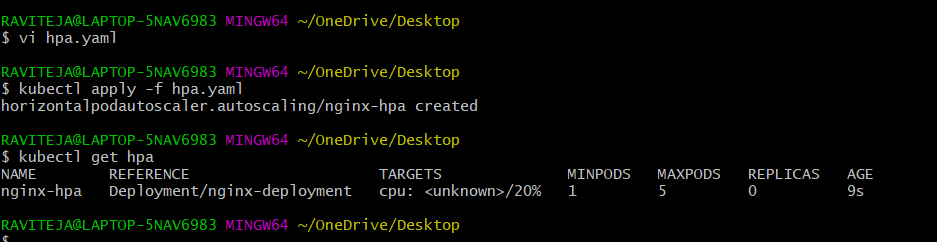 RAVITEJA@LAPTOP-5NAV6983 MINGW64 ~/OneDrive/Desktop
$ vi hpa.yaml
RAVITEJA@LAPTOP-5NAV6983 MINGW64 ~/OneDrive/Desktop
$ kubectl apply -f hpa.yaml
horizontalpodautoscaler.autoscaling/nginx-hpa created
RAVITEJA@LAPTOP-5NAV6983 MINGW64 ~/OneDrive/Desktop
$ kubectl get hpa
NAME REFERENCE TARGETS MINPODS MAXPODS REPLICAS AGE
nginx-hpa Deployment/nginx-deployment cpu: <unknown>/20% 1 5 0 9s
RAVITEJA@LAPTOP-5NAV6983 MINGW64 ~/OneDrive/Desktop
$